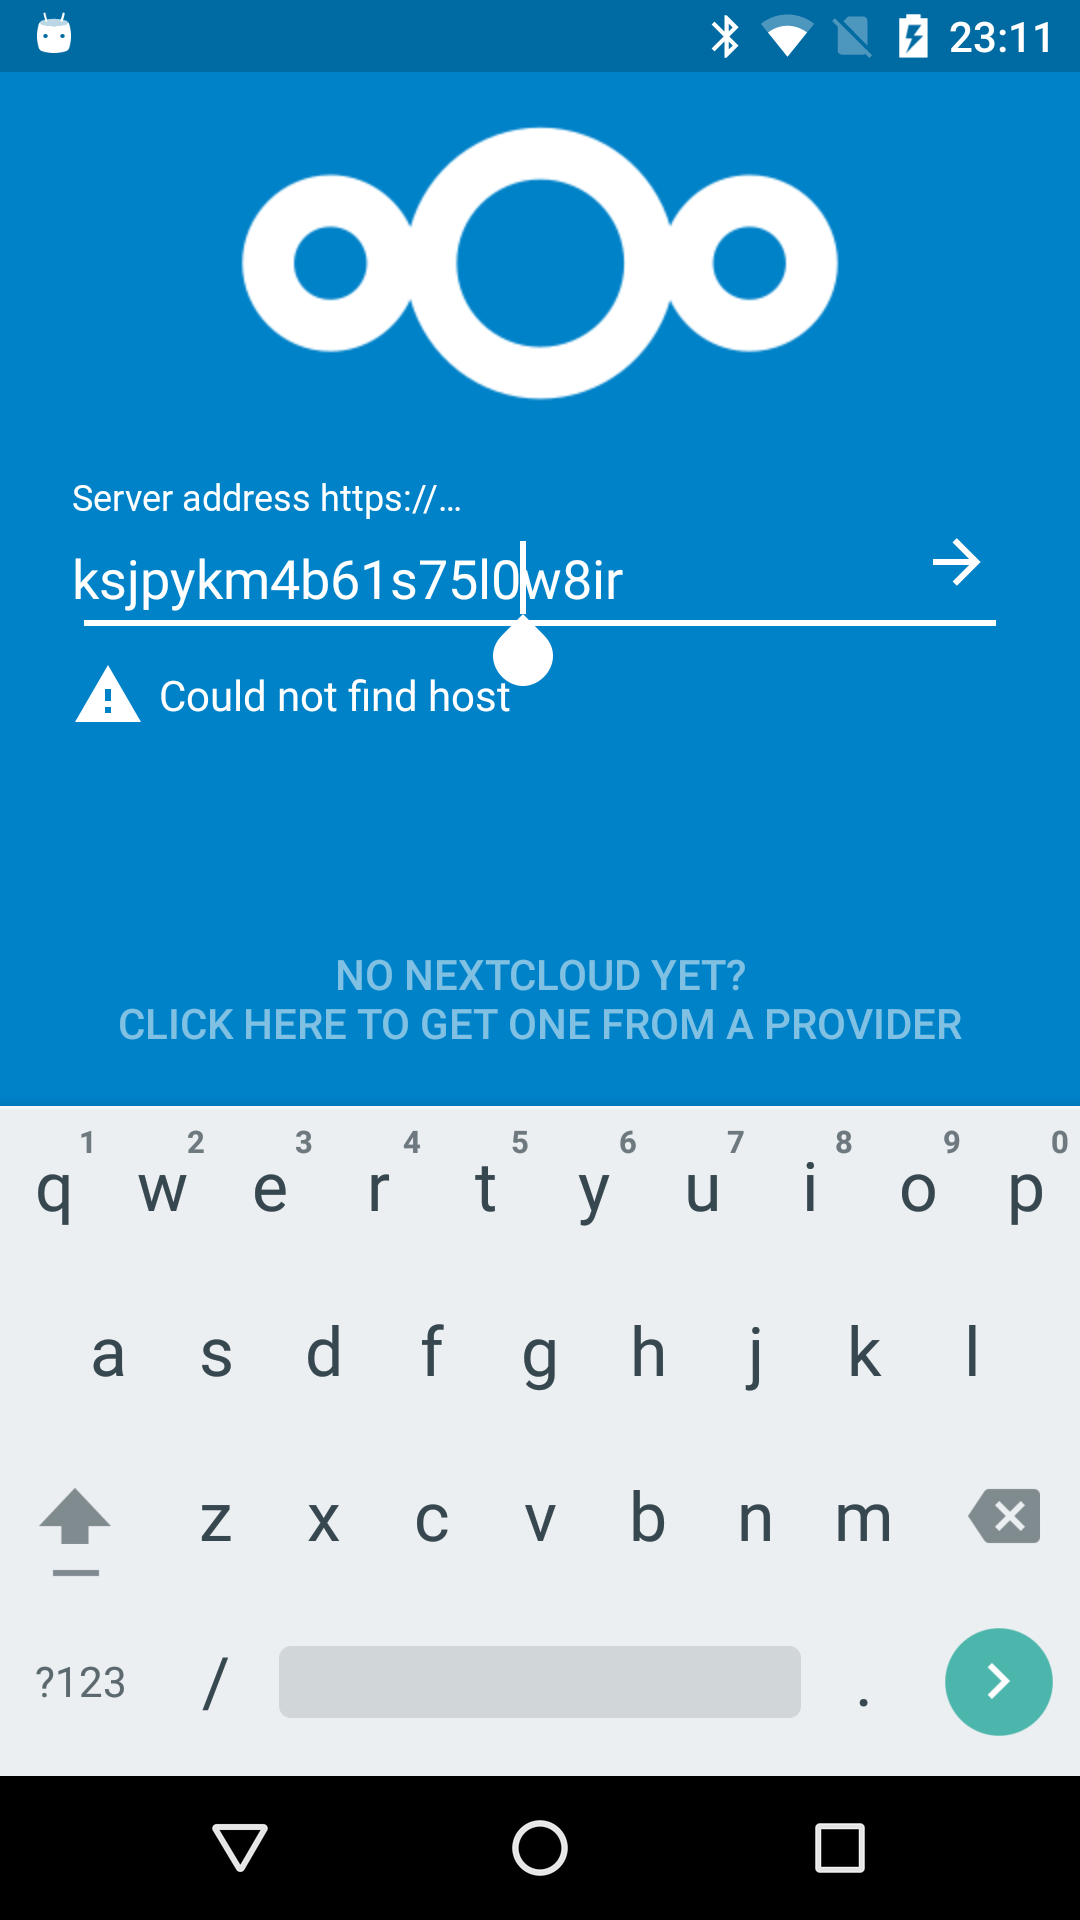 23:11
Server address https://…
ksjpykm4b61s75l0w8ir
Could not find host
NO NEXTCLOUD YET?
CLICK HERE TO GET ONE FROM A PROVIDER
1 2 3 4 5 6 7 8 9 0
q w e r t y u i o p
a s d f g h j k l
z x c v b n m
?123 / .